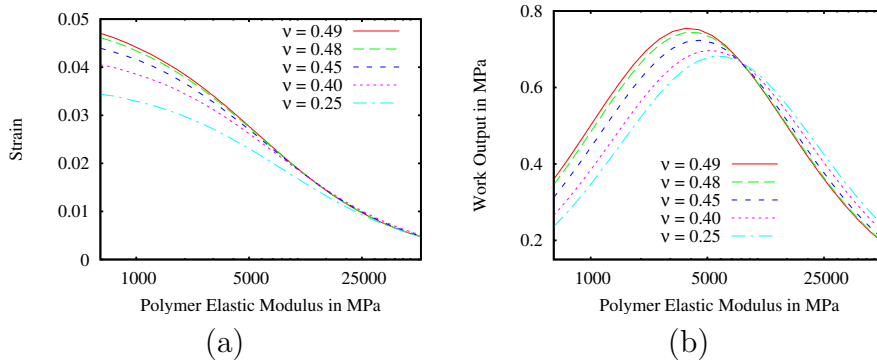 0.05
0.04
0.03
0.02
0.01
0
Strain
ν = 0.49
ν = 0.48
ν = 0.45
ν = 0.40
ν = 0.25
1000
5000
25000
Polymer Elastic Modulus in MPa
(a)
0.8
0.6
0.4
0.2
Work Output in MPa
ν = 0.49
ν = 0.48
ν = 0.45
ν = 0.40
ν = 0.25
1000
5000
25000
Polymer Elastic Modulus in MPa
(b)